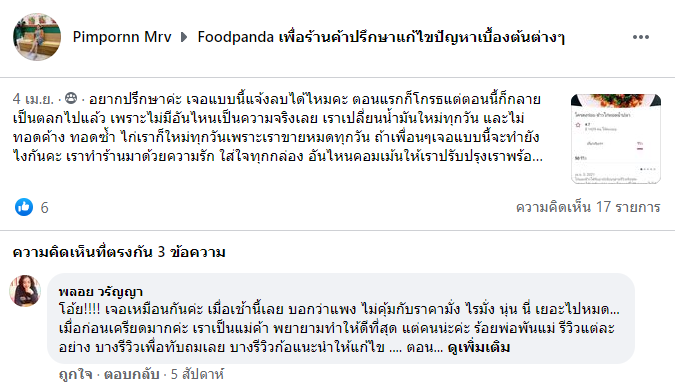 Pimpornn Mrv ▶ Foodpanda เพื่อร้านค้าปรึกษาแก้ไขปัญหาเบื้องต้นต่างๆ
4 เม.ย. · อยากปรึกษาค่ะ เจอแบบนี้แจ้งลบได้ไหมคะ ตอนแรกก็โกรธแต่ตอนนี้ก็กลาย
เป็นตลกไปแล้ว เพราะไม่มีอันไหนเป็นความจริงเลย เราเปลี่ยนน้ำมันใหม่ทุกวัน และไม่
ทอดค้าง ทอดซ้ำ ไก่เราก็ใหม่ทุกวันเพราะเราขายหมดทุกวัน ถ้าเพื่อนๆเจอแบบนี้จะทำยัง
ไงกันคะ เราทำร้านมาด้วยความรัก ใส่ใจทุกกล่อง อันไหนคอมเม้นให้เราปรับปรุงเราพร้อ...
6
ความคิดเห็น 17 รายการ
ความคิดเห็นที่ตรงกัน 3 ข้อความ
พลอย วรัญญา
โอ้ย!!!! เจอเหมือนกันค่ะ เมื่อเช้านี้เลย บอกว่าแพง ไม่คุ้มกับราคามั่ง ไรมั่ง นุ่น นี่ เยอะไปหมด...
เมื่อก่อนเครียดมากค่ะ เราเป็นแม่ค้า พยายามทำให้ดีที่สุด แต่คนน่ะค่ะ ร้อยพ่อพันแม่ รีวิวแต่ละ
อย่าง บางรีวิวเพื่อทับถมเลย บางรีวิวก้อแนะนำให้แก้ไข .... ตอน... ดูเพิ่มเติม
ถูกใจ · ตอบกลับ · 5 สัปดาห์